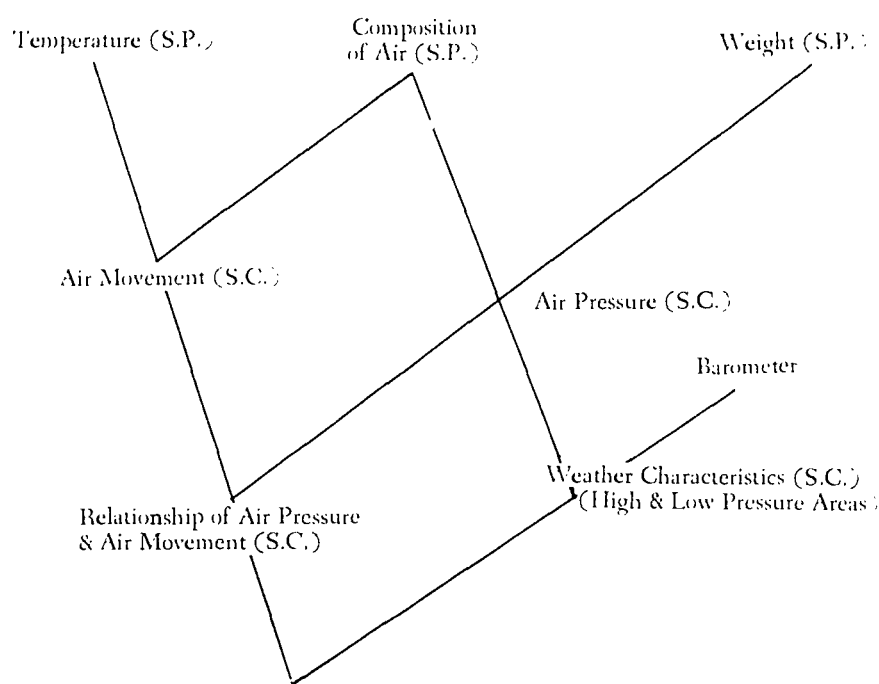 Temperature (S.P.)
Composition
of Air (S.P.)
Weight (S.P.)
Air Movement (S.C.)
Air Pressure (S.C.)
Barometer
Weather Characteristics (S.C.)
(High & Low Pressure Areas)
Relationship of Air Pressure
& Air Movement (S.C.)